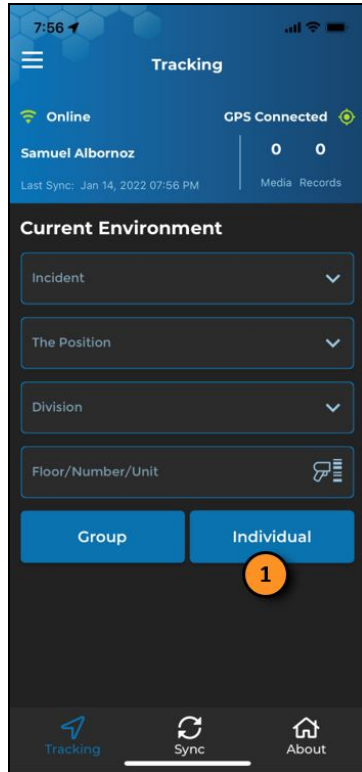 7:56
Tracking
Online
GPS Connected
Samuel Albornoz
0 0
Last Sync: Jan 14, 2022 07:56 PM
Media Records
Current Environment
Incident
The Position
Division
Floor/Number/Unit
Group
Individual
1
Tracking
Sync
About